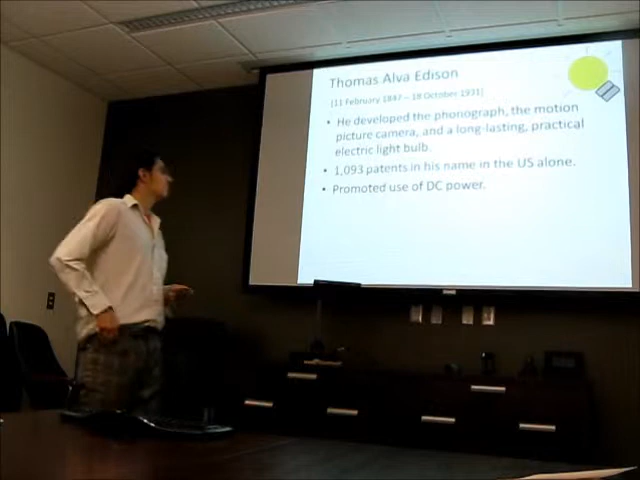 Thomas Alva Edison
[11 February 1847 – 18 October 1931]
• He developed the phonograph, the motion
picture camera, and a long-lasting, practical
electric light bulb.
• 1,093 patents in his name in the US alone.
• Promoted use of DC power.